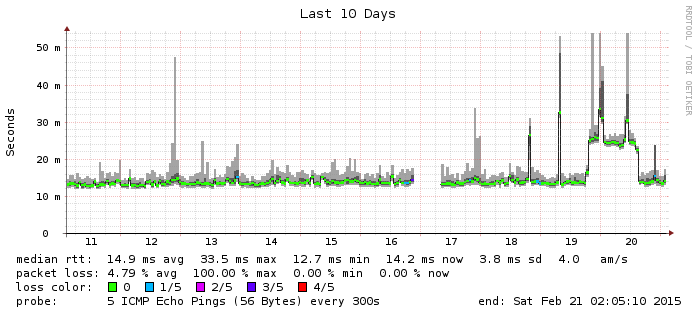 Last 10 Days
RRDTOOL / TOBI OETIKER
Seconds
50 m
40 m
30 m
20 m
10 m
0
11 12 13 14 15 16 17 18 19 20
median rtt: 14.9 ms avg 33.5 ms max 12.7 ms min 14.2 ms now 3.8 ms sd 4.0 am/s
packet loss: 4.79 % avg 100.00 % max 0.00 % min 0.00 % now
loss color: 0 1/5 2/5 3/5 4/5
probe: 5 ICMP Echo Pings (56 Bytes) every 300s end: Sat Feb 21 02:05:10 2015